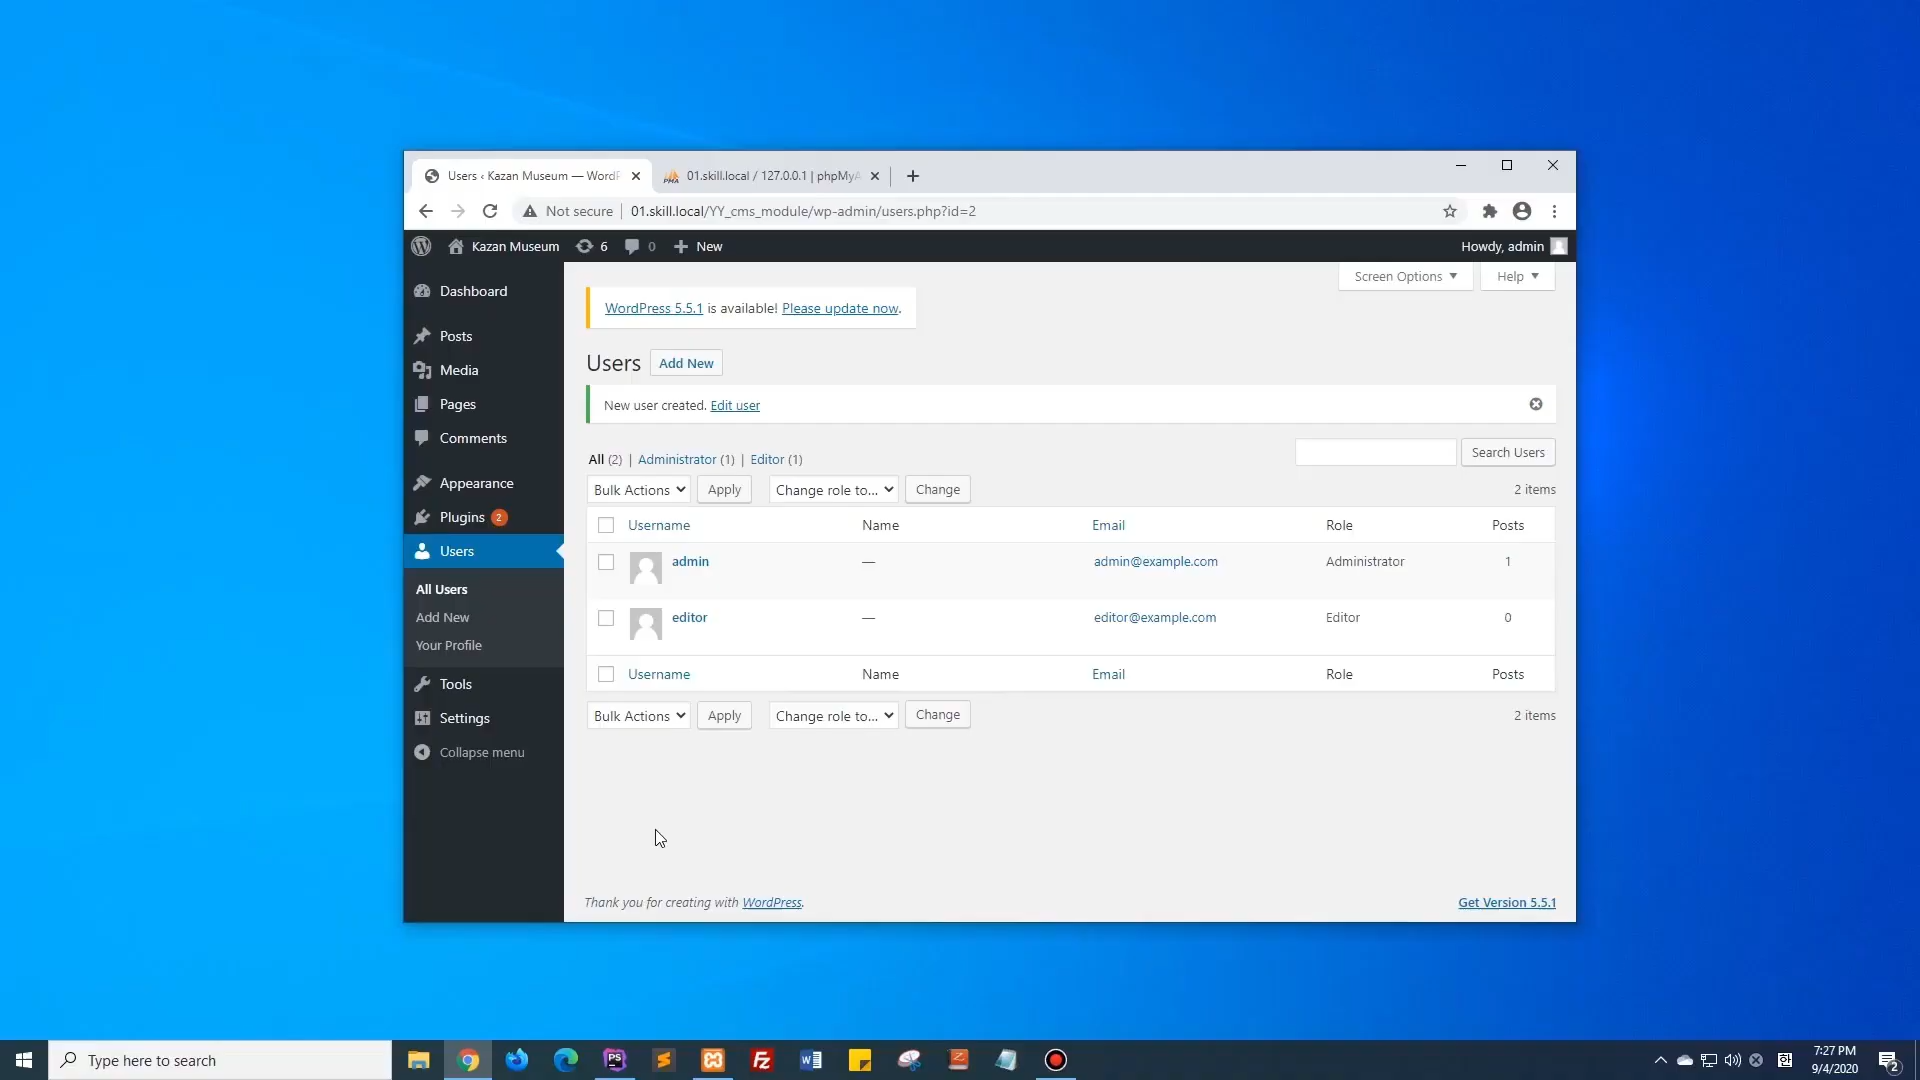 Users ‹ Kazan Museum — WordP
01.skill.local / 127.0.0.1 | phpMyA
Not secure
01.skill.local/YY_cms_module/wp-admin/users.php?id=2
Kazan Museum
6
0
New
Howdy, admin
Dashboard
Posts
Media
Pages
Comments
Appearance
Plugins 2
Users
All Users
Add New
Your Profile
Tools
Settings
Collapse menu
Screen Options
Help
WordPress 5.5.1 is available! Please update now.
Users Add New
New user created. Edit user
All (2) | Administrator (1) | Editor (1)
Search Users
Bulk Actions Apply Change role to... Change 2 items
Username Name Email Role Posts
admin — admin@example.com Administrator 1
editor — editor@example.com Editor 0
Username Name Email Role Posts
Bulk Actions Apply Change role to... Change 2 items
Thank you for creating with WordPress.
Get Version 5.5.1
Type here to search
PS
Fz
W
한
7:27 PM
9/4/2020
2